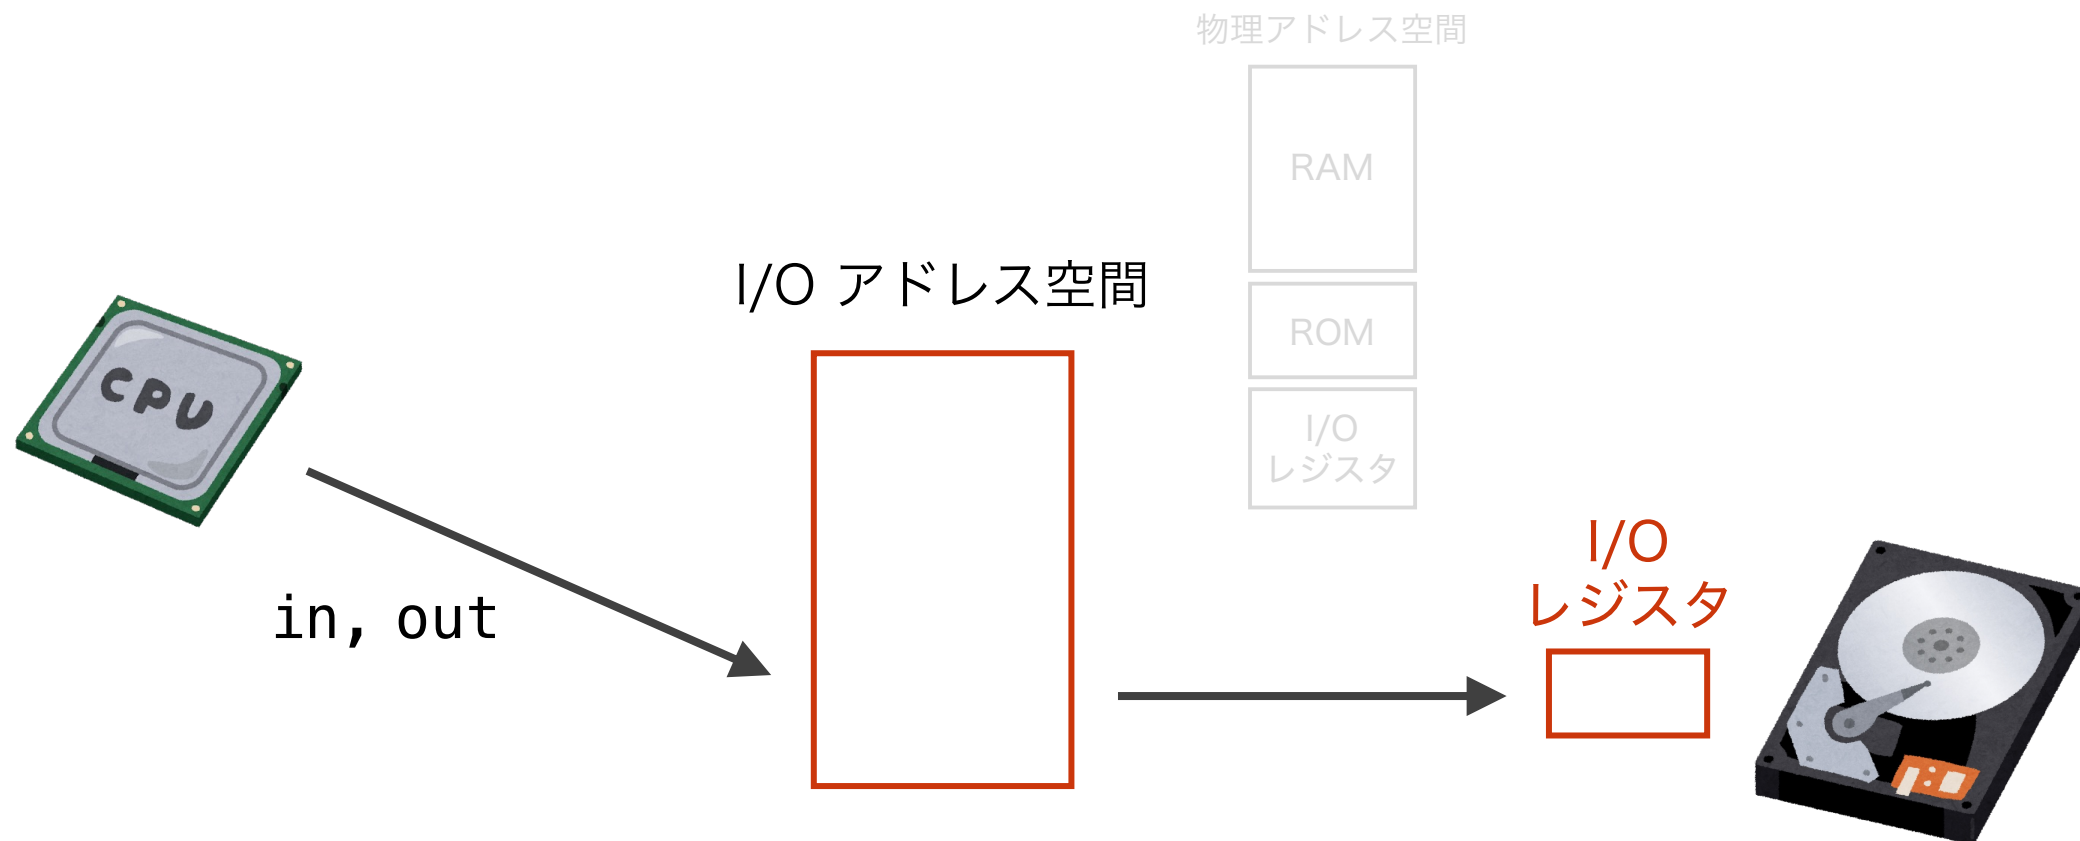 物理アドレス空間
RAM
ROM
I/O
レジスタ
I/O アドレス空間
CPU
in, out
I/O
レジスタ